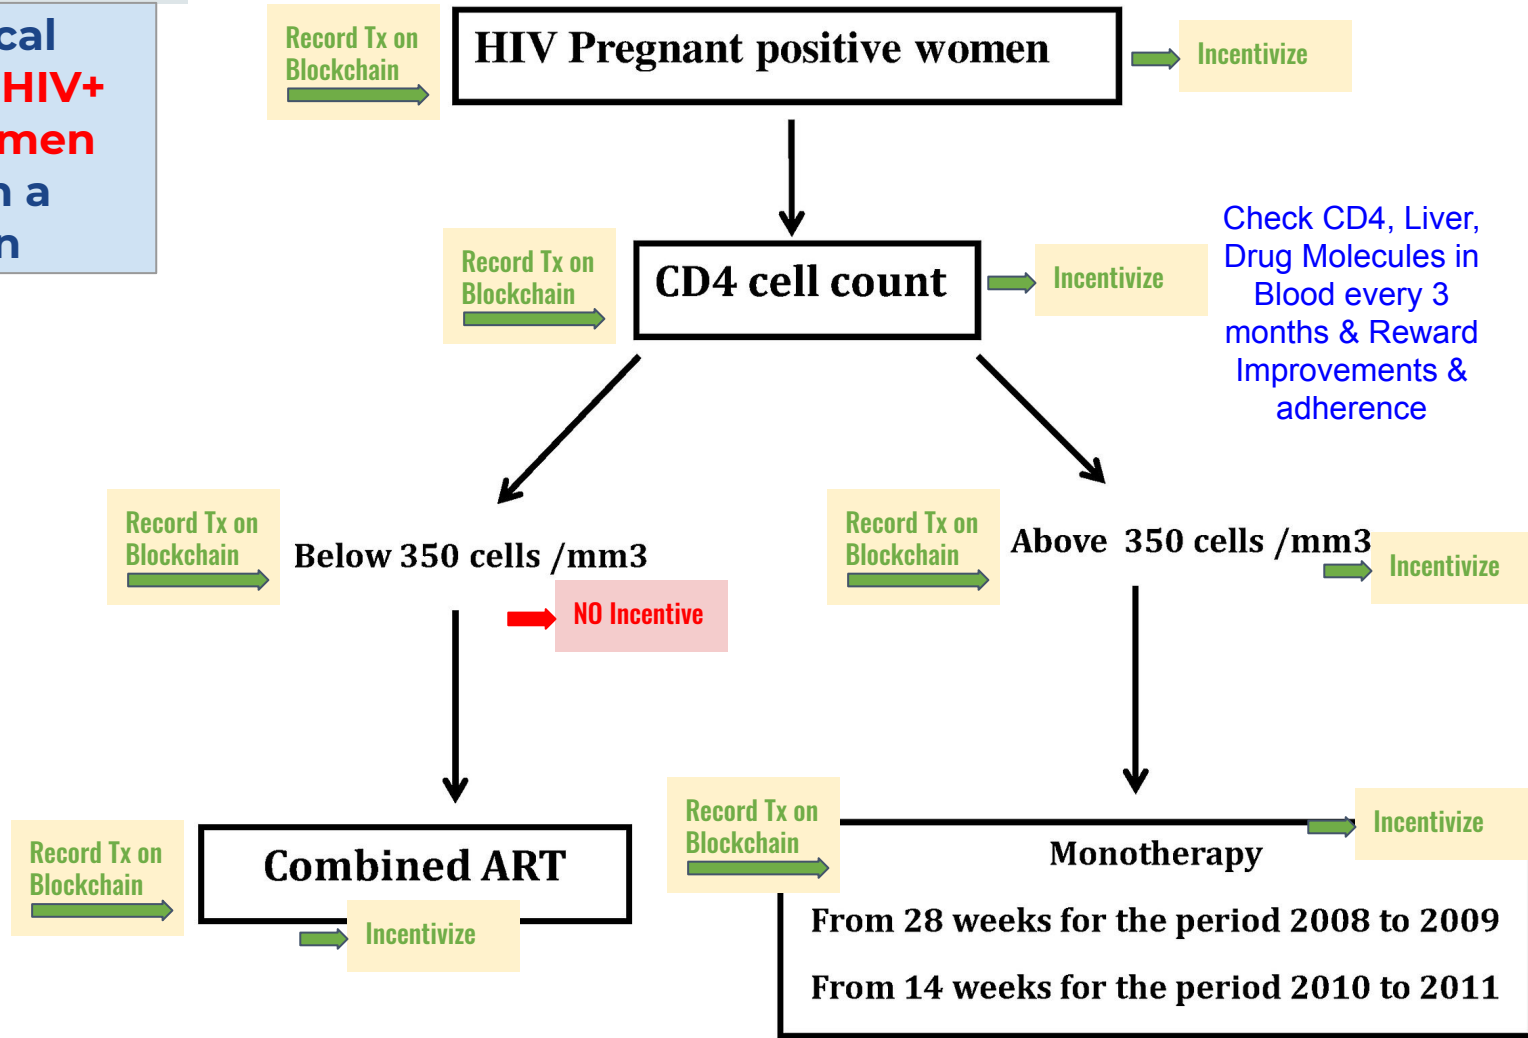 cal
HIV+
men
a
n
Record Tx on
Blockchain
HIV Pregnant positive women
Incentivize
Record Tx on
Blockchain
CD4 cell count
Incentivize
Check CD4, Liver,
Drug Molecules in
Blood every 3
months & Reward
Improvements &
adherence
Record Tx on
Blockchain
Below 350 cells /mm3
NO Incentive
Record Tx on
Blockchain
Above 350 cells /mm3
Incentivize
Record Tx on
Blockchain
Combined ART
Incentivize
Record Tx on
Blockchain
Incentivize
Monotherapy
From 28 weeks for the period 2008 to 2009
From 14 weeks for the period 2010 to 2011